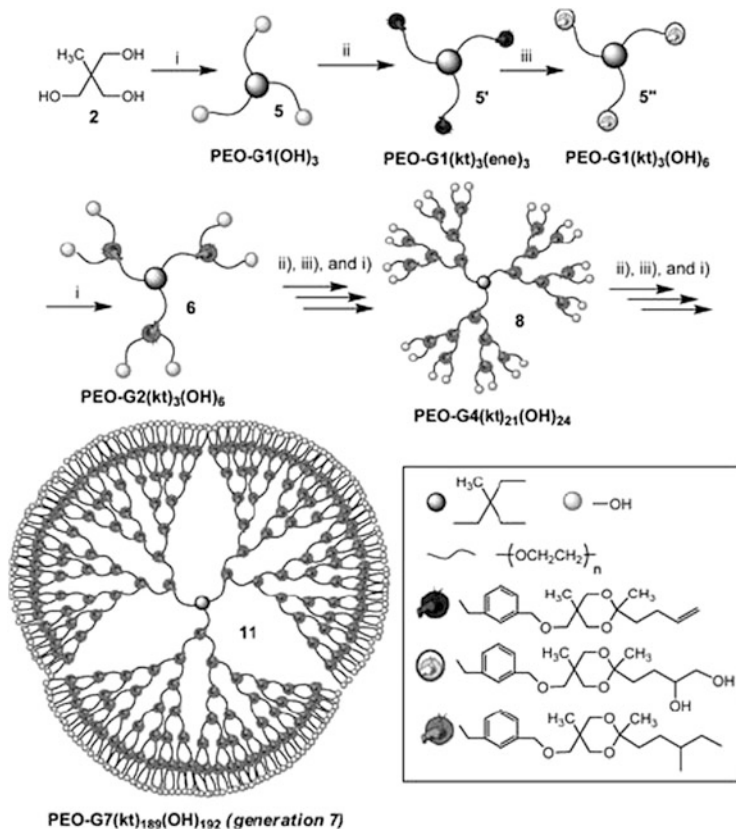 i
ii
iii
H₃C
OH
HO
OH
2
5
5'
5"
PEO-G1(OH)₃
PEO-G1(kt)₃(ene)₃
PEO-G1(kt)₃(OH)₆
i
6
ii), iii), and i)
8
ii), iii), and i)
PEO-G2(kt)₃(OH)₆
PEO-G4(kt)₂₁(OH)₂₄
11
H₃C
—OH
(OCH₂CH₂)n
O
CH₃
O
CH₃
O
O
CH₃
O
CH₃
O
OH
OH
O
CH₃
O
CH₃
O
PEO-G7(kt)₁₈₉(OH)₁₉₂ (generation 7)